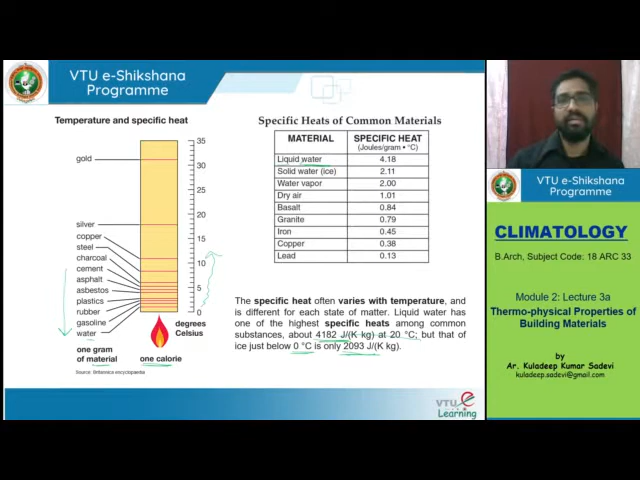 VTU e-Shikshana
Programme
VTU e-Shikshana
Programme
Temperature and specific heat
gold
silver
copper
steel
charcoal
cement
asphalt
asbestos
plastics
rubber
gasoline
water
35
30
25
20
15
10
5
0
degrees
Celsius
one gram
of material
one calorie
Source: Britannica encyclopaedia
Specific Heats of Common Materials
MATERIAL SPECIFIC HEAT
(Joules/gram • °C)
Liquid water 4.18
Solid water (ice) 2.11
Water vapor 2.00
Dry air 1.01
Basalt 0.84
Granite 0.79
Iron 0.45
Copper 0.38
Lead 0.13
The specific heat often varies with temperature, and
is different for each state of matter. Liquid water has
one of the highest specific heats among common
substances, about 4182 J/(K kg) at 20 °C; but that of
ice just below 0 °C is only 2093 J/(K kg).
VTU e
Learning
VTU e-Shikshana
Programme
CLIMATOLOGY
B.Arch, Subject Code: 18 ARC 33
Module 2: Lecture 3a
Thermo-physical Properties of
Building Materials
by
Ar. Kuladeep Kumar Sadevi
kuladeep.sadevi@gmail.com